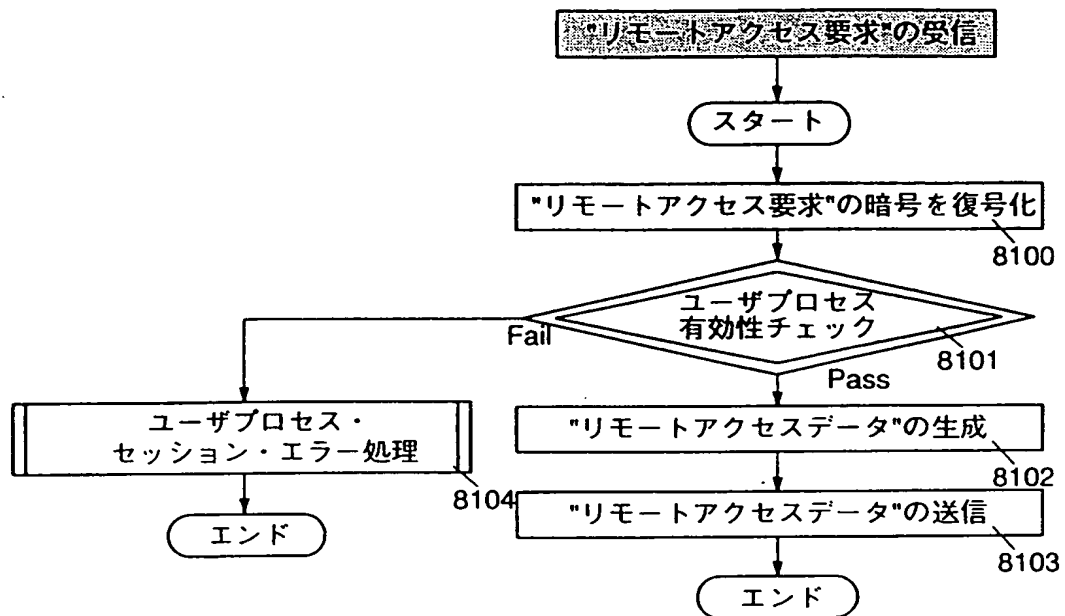 "リモートアクセス要求"の受信
スタート
"リモートアクセス要求"の暗号を復号化
8100
ユーザプロセス
有効性チェック
8101
Fail
Pass
ユーザプロセス・
セッション・エラー処理
8104
"リモートアクセスデータ"の生成
8102
"リモートアクセスデータ"の送信
8103
エンド
エンド